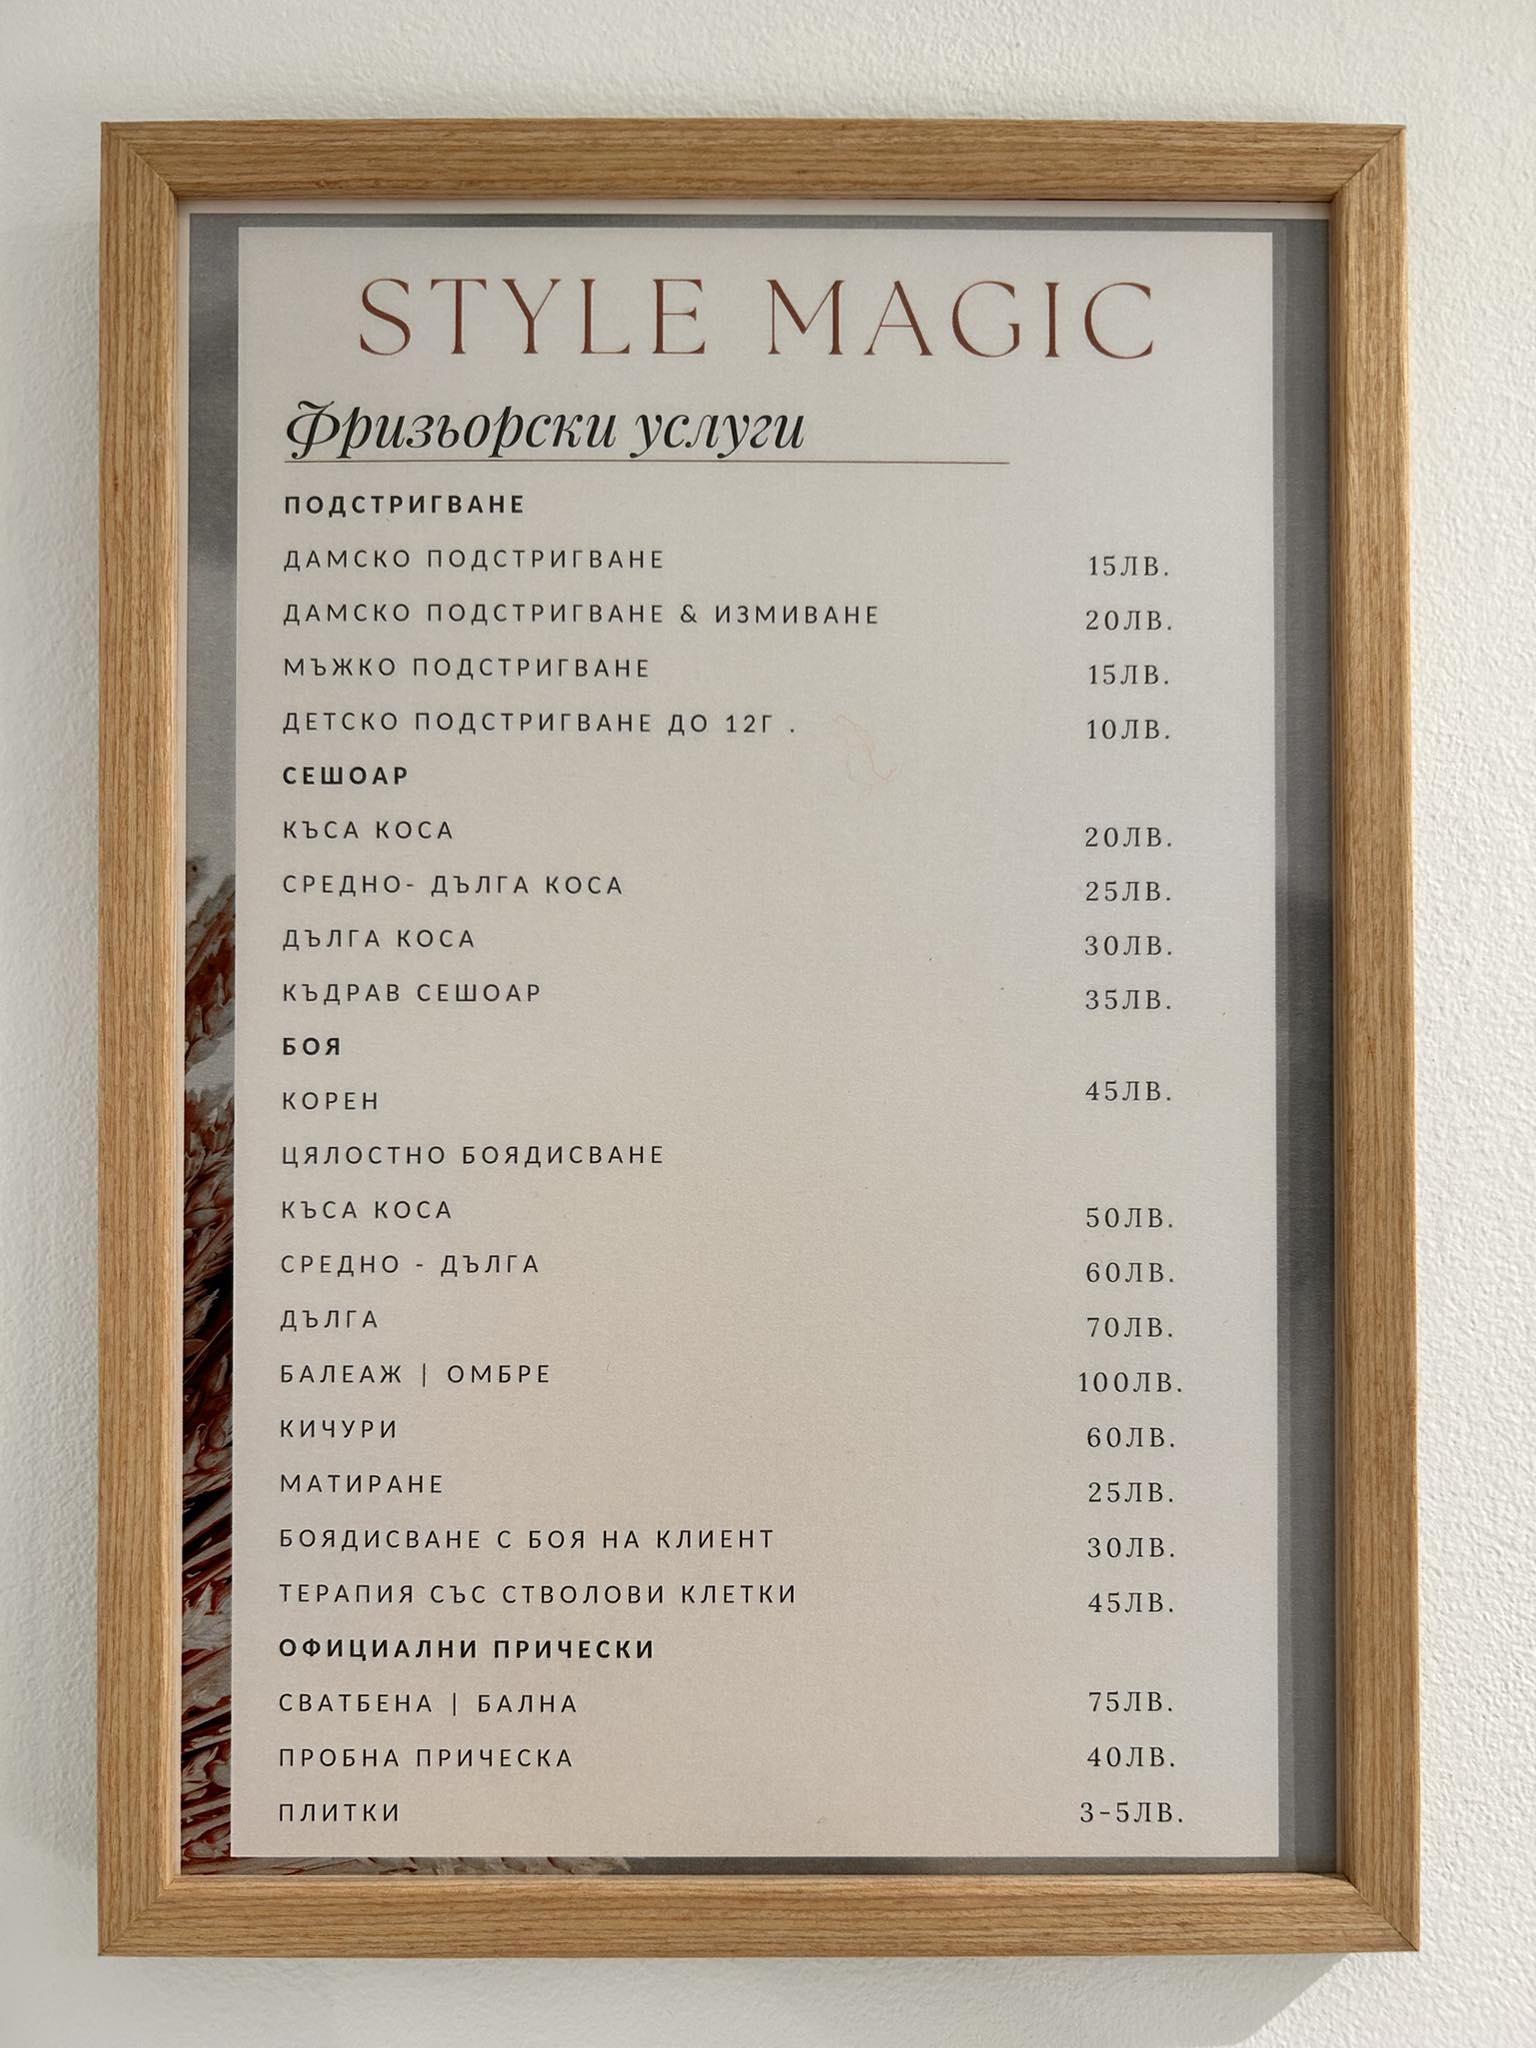 STYLE MAGIC
Фризьорски услуги
ПОДСТРИГВАНЕ
ДАМСКО ПОДСТРИГВАНЕ 15ЛВ.
ДАМСКО ПОДСТРИГВАНЕ & ИЗМИВАНЕ 20ЛВ.
МЪЖКО ПОДСТРИГВАНЕ 15ЛВ.
ДЕТСКО ПОДСТРИГВАНЕ ДО 12Г . 10ЛВ.
СЕШОАР
КЪСА КОСА 20ЛВ.
СРЕДНО- ДЪЛГА КОСА 25ЛВ.
ДЪЛГА КОСА 30ЛВ.
КЪДРАВ СЕШОАР 35ЛВ.
БОЯ
КОРЕН 45ЛВ.
ЦЯЛОСТНО БОЯДИСВАНЕ
КЪСА КОСА 50ЛВ.
СРЕДНО - ДЪЛГА 60ЛВ.
ДЪЛГА 70ЛВ.
БАЛЕАЖ | ОМБРЕ 100ЛВ.
КИЧУРИ 60ЛВ.
МАТИРАНЕ 25ЛВ.
БОЯДИСВАНЕ С БОЯ НА КЛИЕНТ 30ЛВ.
ТЕРАПИЯ СЪС СТВОЛОВИ КЛЕТКИ 45ЛВ.
ОФИЦИАЛНИ ПРИЧЕСКИ
СВАТБЕНА | БАЛНА 75ЛВ.
ПРОБНА ПРИЧЕСКА 40ЛВ.
ПЛИТКИ 3-5ЛВ.